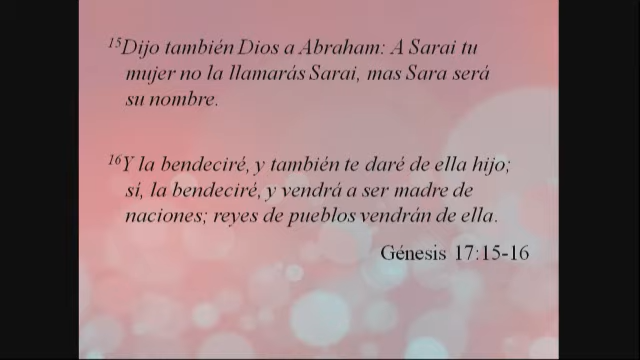 15Dijo también Dios a Abraham: A Sarai tu
mujer no la llamarás Sarai, mas Sara será
su nombre.
16Y la bendeciré, y también te daré de ella hijo;
sí, la bendeciré, y vendrá a ser madre de
naciones; reyes de pueblos vendrán de ella.
Génesis 17:15-16